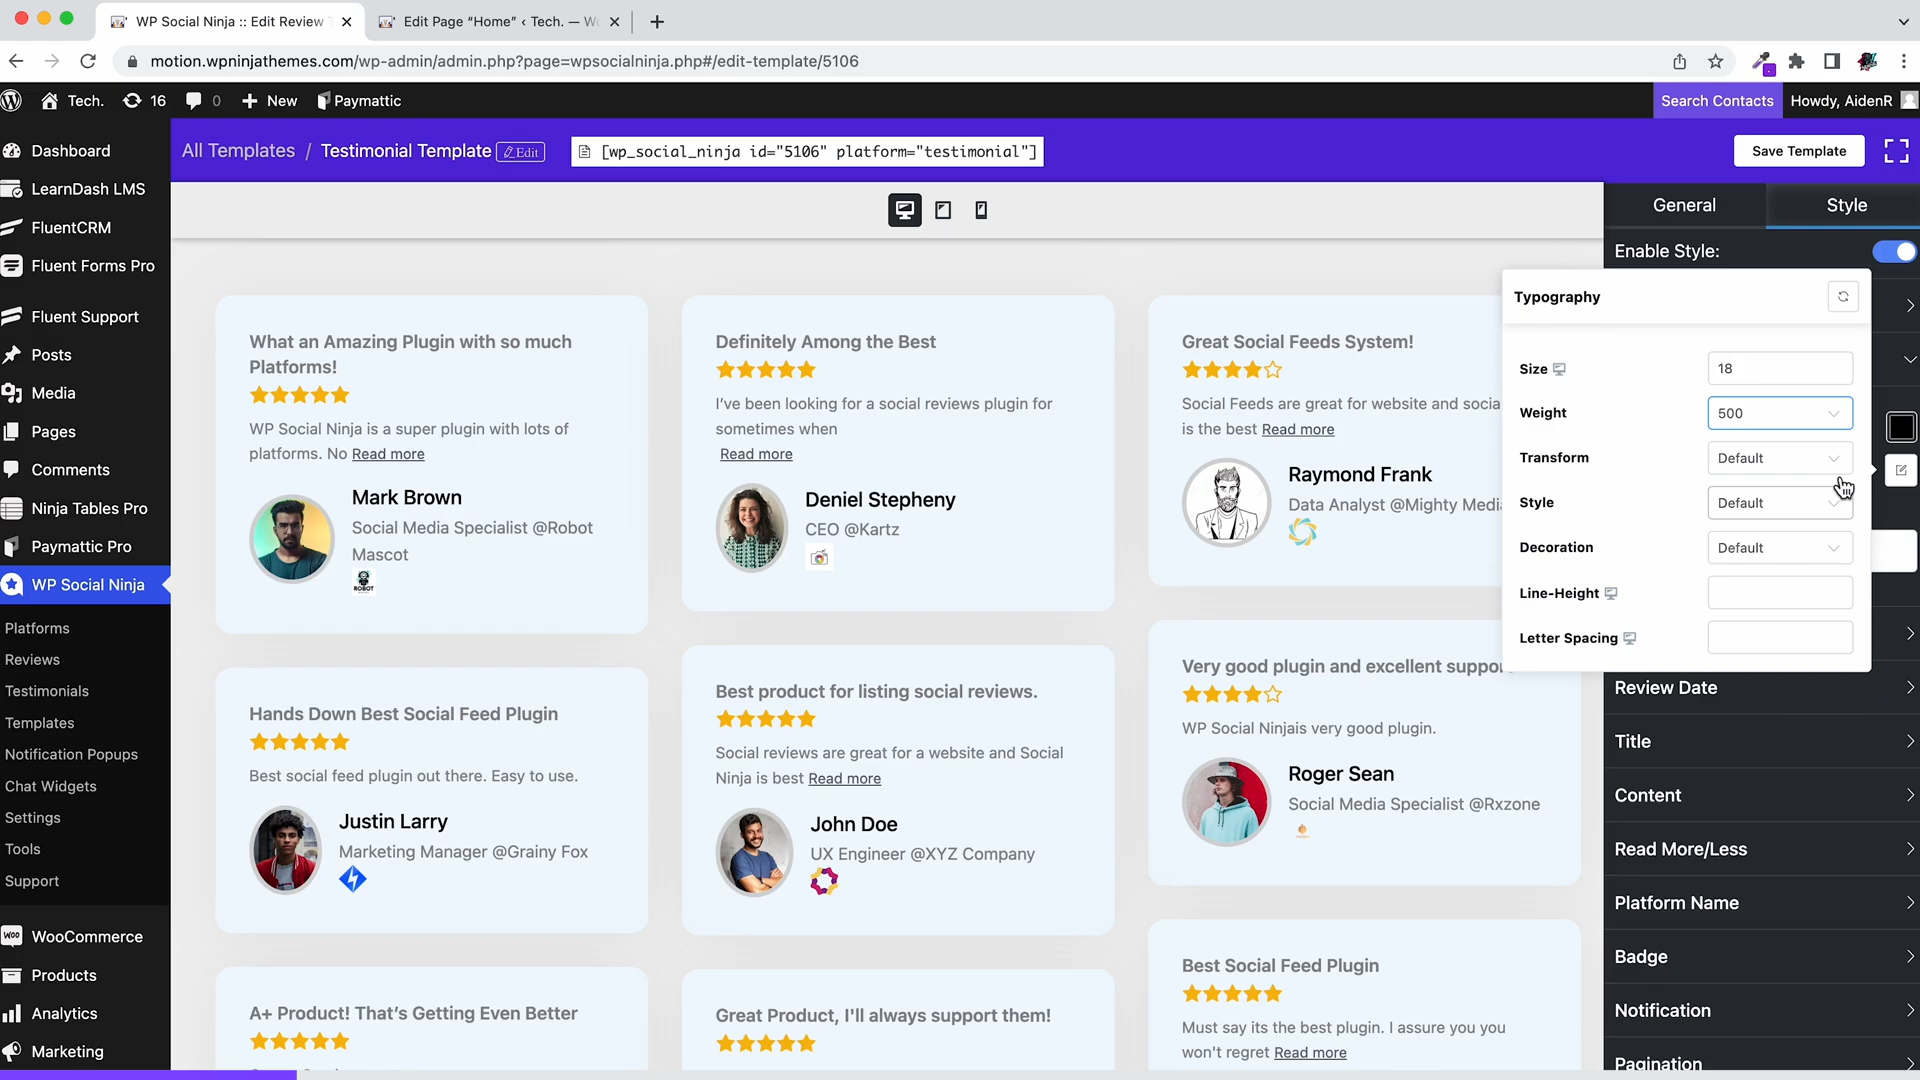 WP Social Ninja :: Edit Review
Edit Page “Home” ‹ Tech. — W
motion.wpninjathemes.com/wp-admin/admin.php?page=wpsocialninja.php#/edit-template/5106
Tech.
16
0
New
Paymattic
Search Contacts
Howdy, AidenR
Dashboard
LearnDash LMS
FluentCRM
Fluent Forms Pro
Fluent Support
Posts
Media
Pages
Comments
Ninja Tables Pro
Paymattic Pro
WP Social Ninja
Platforms
Reviews
Testimonials
Templates
Notification Popups
Chat Widgets
Settings
Tools
Support
WooCommerce
Products
Analytics
Marketing
All Templates / Testimonial Template Edit
[wp_social_ninja id="5106" platform="testimonial"]
Save Template
What an Amazing Plugin with so much
Platforms!
WP Social Ninja is a super plugin with lots of
platforms. No Read more
Mark Brown
Social Media Specialist @Robot
Mascot
ROBOT
Hands Down Best Social Feed Plugin
Best social feed plugin out there. Easy to use.
Justin Larry
Marketing Manager @Grainy Fox
A+ Product! That’s Getting Even Better
Definitely Among the Best
I’ve been looking for a social reviews plugin for
sometimes when
Read more
Deniel Stepheny
CEO @Kartz
Best product for listing social reviews.
Social reviews are great for a website and Social
Ninja is best Read more
John Doe
UX Engineer @XYZ Company
Great Product, I'll always support them!
Great Social Feeds System!
Social Feeds are great for website and socia
is the best Read more
Raymond Frank
Data Analyst @Mighty Media
Very good plugin and excellent suppor
WP Social Ninjais very good plugin.
Roger Sean
Social Media Specialist @Rxzone
Best Social Feed Plugin
Must say its the best plugin. I assure you you
won't regret Read more
General
Style
Enable Style:
Typography
Size
18
Weight
500
Transform
Default
Style
Default
Decoration
Default
Line-Height
Letter Spacing
Review Date
Title
Content
Read More/Less
Platform Name
Badge
Notification
Pagination